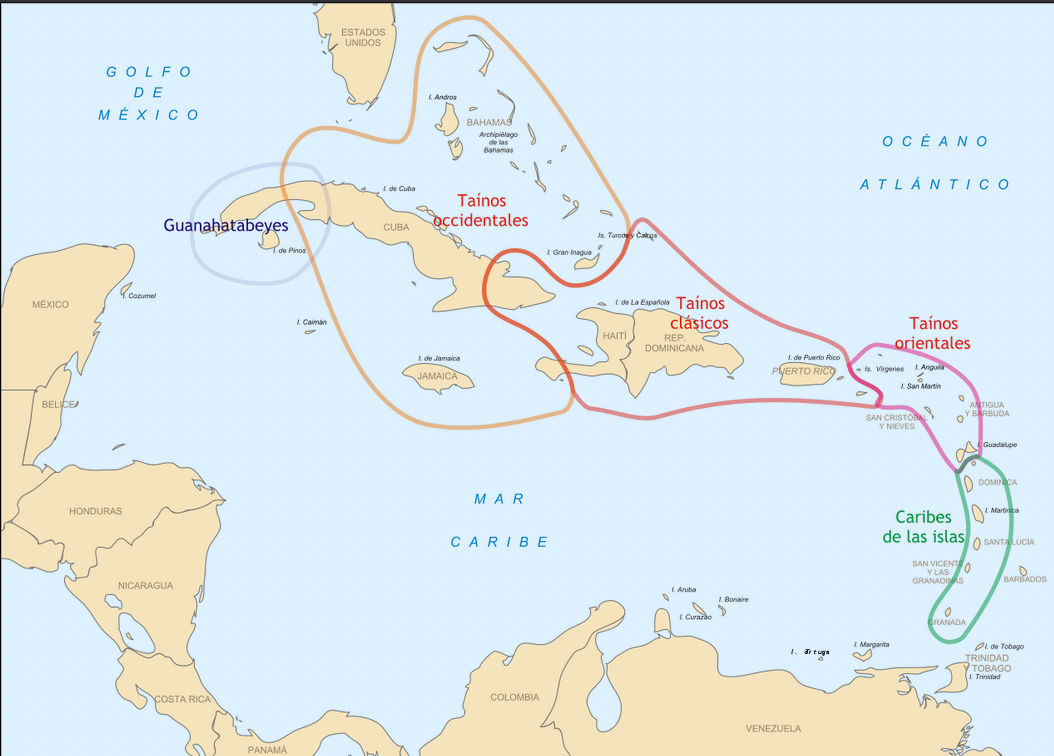 ESTADOS
UNIDOS
GOLFO
DE
MÉXICO
I. Andros
BAHAMAS
Archipiélago
de las
Bahamas
OCÉANO
ATLÁNTICO
I. de Cuba
Taínos
occidentales
Guanahatabeyes
CUBA
I. de Pinos
Is. Turcos y Caicos
I. Gran Inagua
MÉXICO
I. Cozumel
I. Caimán
I. de La Española
Taínos
clásicos
HAITÍ
REP.
DOMINICANA
Taínos
orientales
I. de Jamaica
JAMAICA
I. de Puerto Rico
PUERTO RICO
Is. Vírgenes
I. Anguila
I. San Martín
BELICE
ANTIGUA
Y BARBUDA
SAN CRISTÓBAL
Y NIEVES
I. Guadalupe
DOMINICA
MAR
CARIBE
HONDURAS
Caribes
de las islas
I. Martinica
SANTA LUCÍA
SAN VICENTE
Y LAS
GRANADINAS
BARBADOS
NICARAGUA
I. Aruba
I. Bonaire
I. Curazao
GRANADA
I. Margarita
I. de Tobago
TRINIDAD
Y TOBAGO
I. Trinidad
COSTA RICA
COLOMBIA
VENEZUELA
PANAMÁ